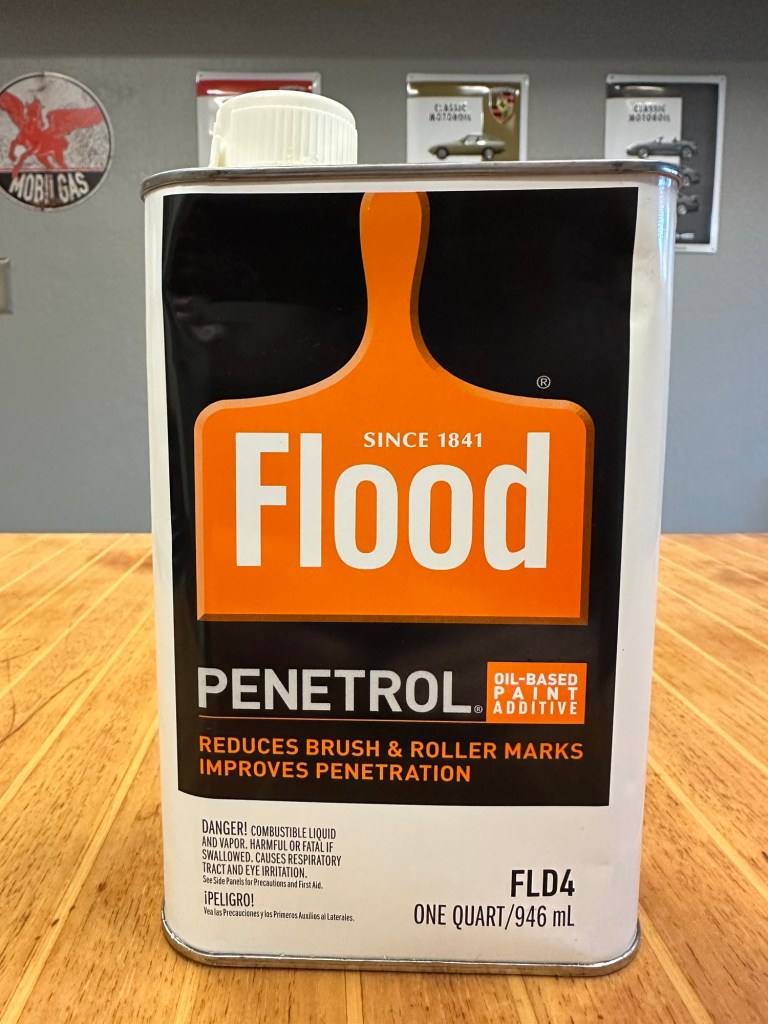 MOBIL GAS
CLASSIC
MOTOROIL
CLASSIC
MOTOROIL
®
SINCE 1841
Flood
PENETROL®
OIL-BASED
PAINT
ADDITIVE
REDUCES BRUSH & ROLLER MARKS
IMPROVES PENETRATION
DANGER! COMBUSTIBLE LIQUID
AND VAPOR. HARMFUL OR FATAL IF
SWALLOWED. CAUSES RESPIRATORY
TRACT AND EYE IRRITATION.
See Side Panels for Precautions and First Aid.
¡PELIGRO!
Vea las Precauciones y los Primeros Auxilios al Laterales.
FLD4
ONE QUART/946 mL